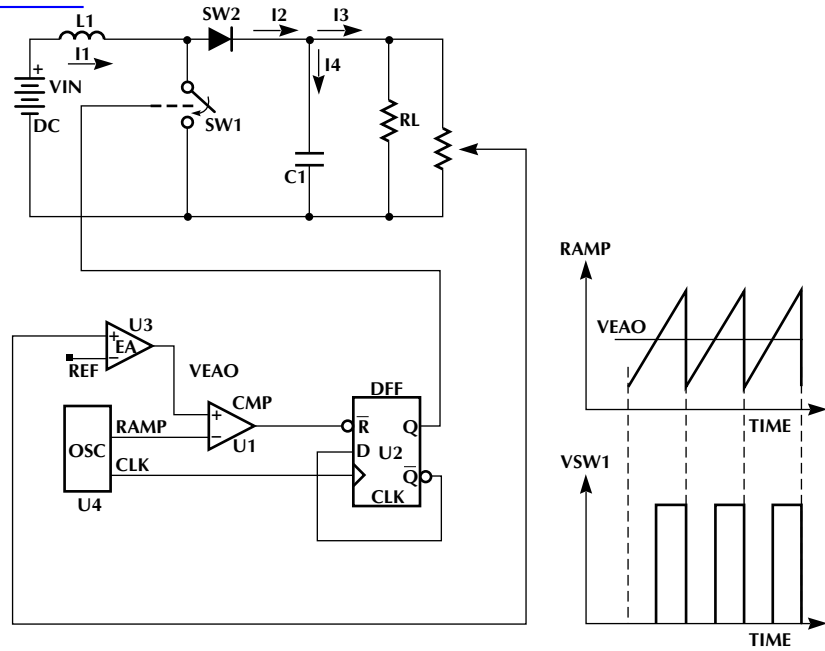 L1
SW2
I2
I3
I1
I4
+
VIN
DC
SW1
RL
C1
RAMP
VEAO
TIME
U3
+
EA
−
REF
VEAO
DFF
CMP
+
−
U1
R
Q
D
U2
Q
CLK
OSC
RAMP
CLK
U4
VSW1
TIME